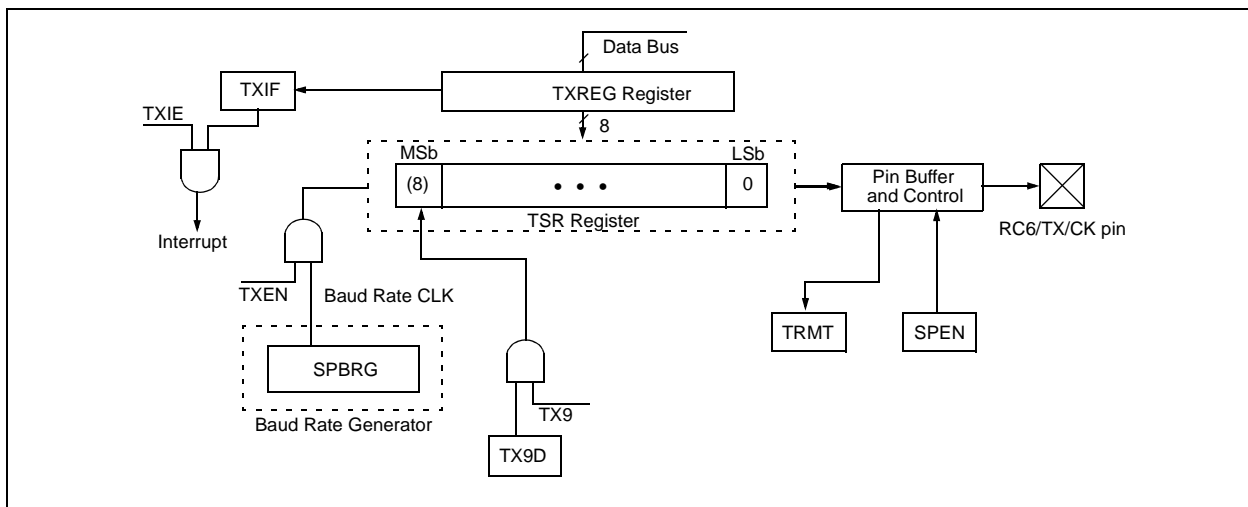 Data Bus
TXIF
TXREG Register
TXIE
8
MSb
LSb
(8)
• • •
0
Pin Buffer
and Control
TSR Register
Interrupt
RC6/TX/CK pin
TXEN
Baud Rate CLK
TRMT
SPEN
SPBRG
TX9
Baud Rate Generator
TX9D